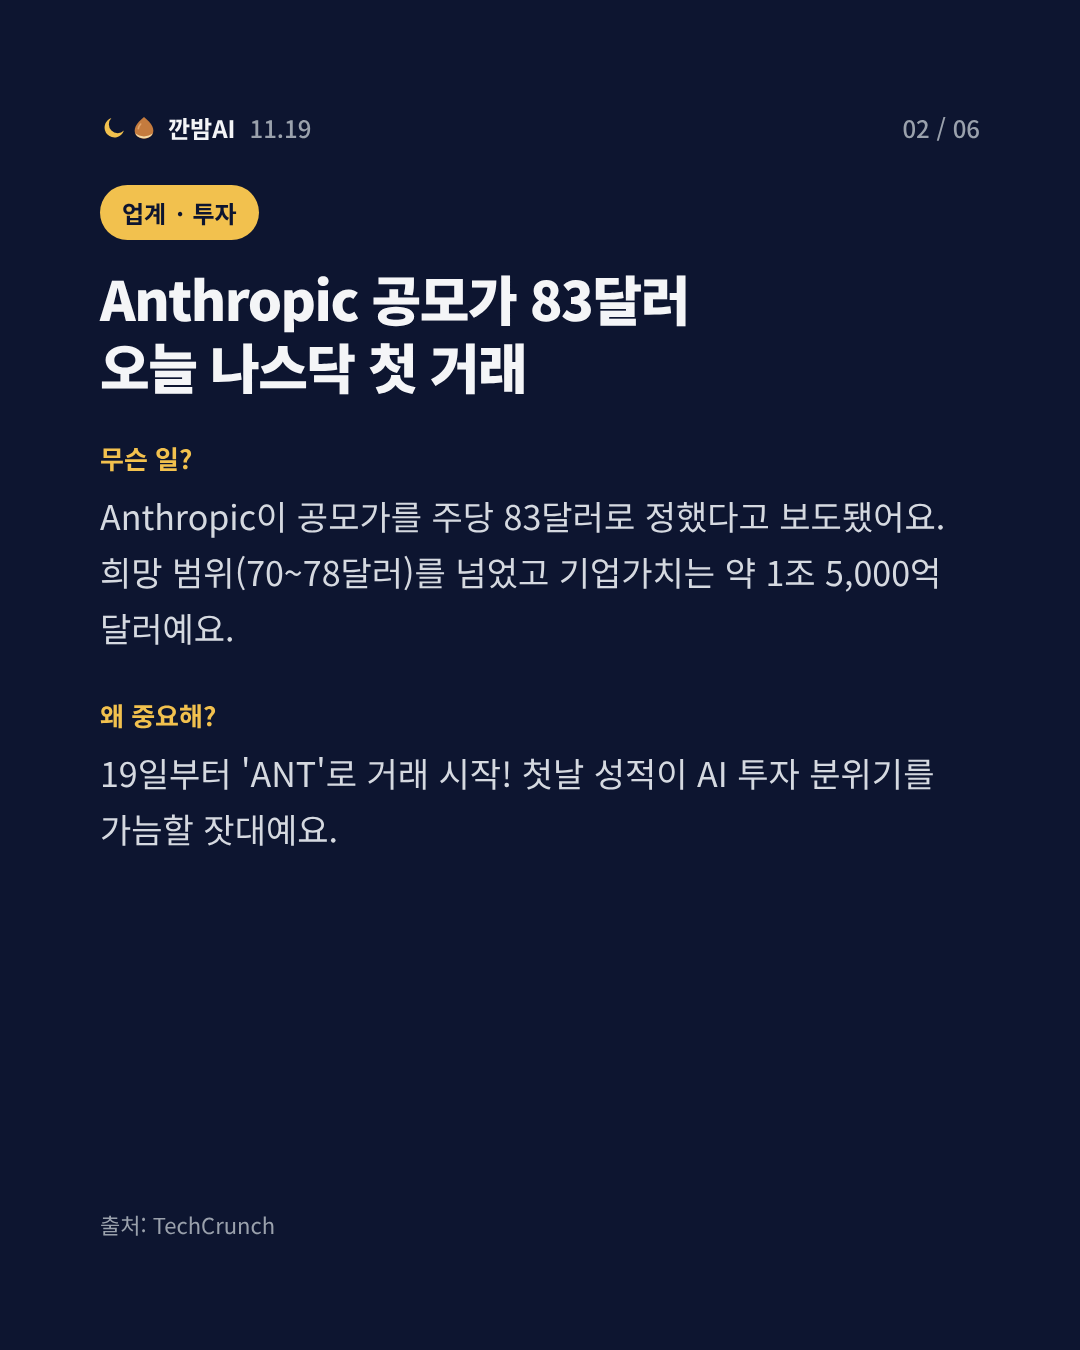 깐밤AI 11.19
02 / 06
업계 · 투자
Anthropic 공모가 83달러
오늘 나스닥 첫 거래
무슨 일?
Anthropic이 공모가를 주당 83달러로 정했다고 보도됐어요.
희망 범위(70~78달러)를 넘었고 기업가치는 약 1조 5,000억
달러예요.
왜 중요해?
19일부터 'ANT'로 거래 시작! 첫날 성적이 AI 투자 분위기를
가늠할 잣대예요.
출처: TechCrunch